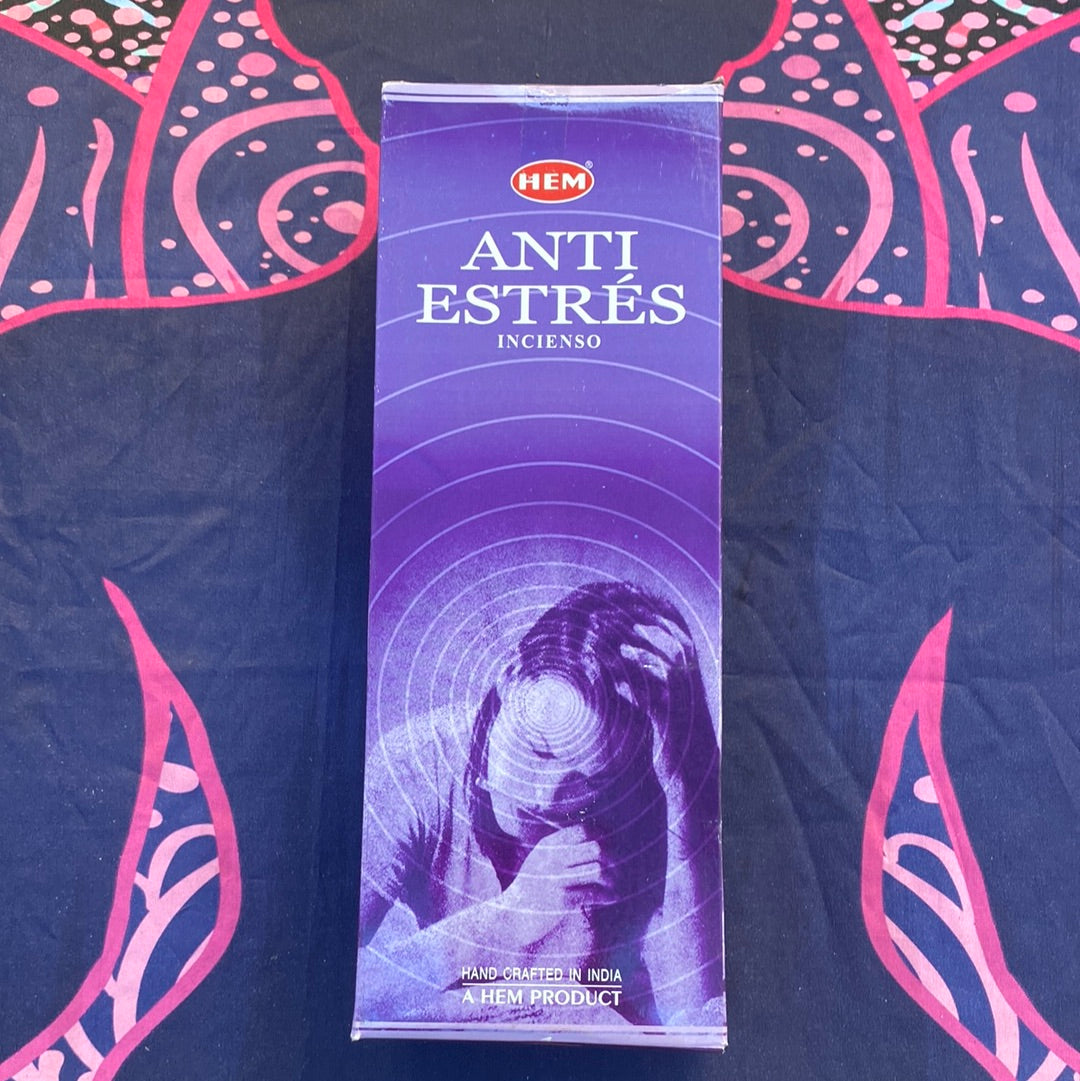 HEM®
ANTI
ESTRÉS
INCIENSO
HAND CRAFTED IN INDIA
A HEM PRODUCT